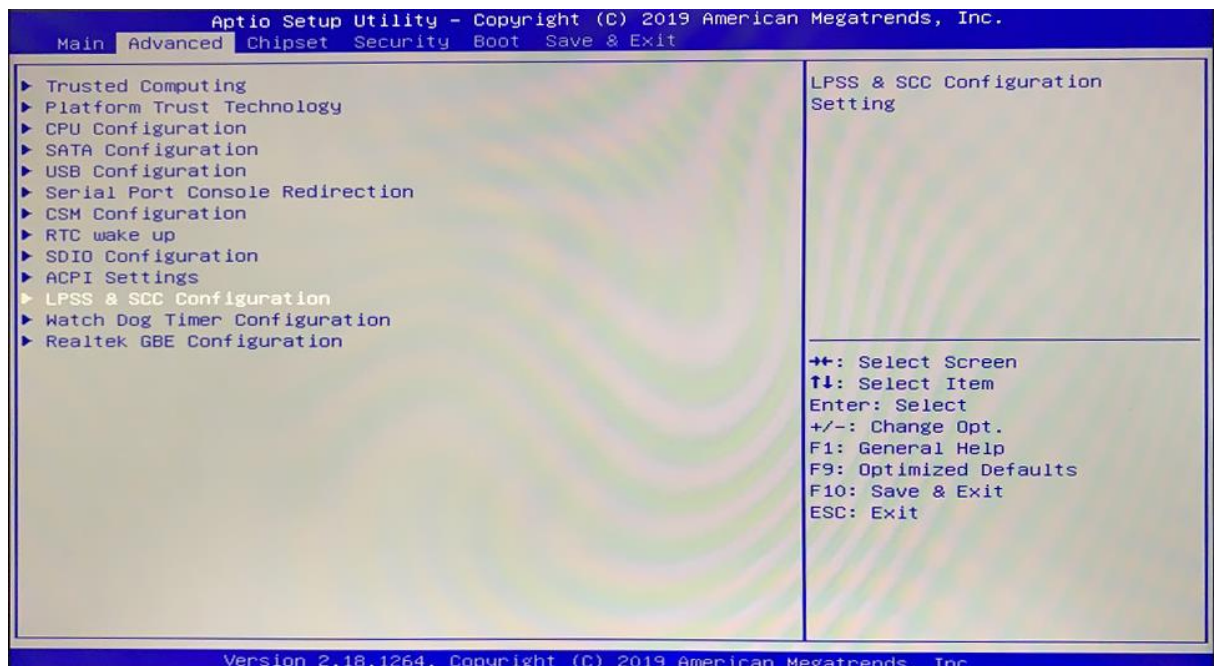 Aptio Setup Utility – Copyright (C) 2019 American Megatrends, Inc.
Main Advanced Chipset Security Boot Save & Exit
▶ Trusted Computing
▶ Platform Trust Technology
▶ CPU Configuration
▶ SATA Configuration
▶ USB Configuration
▶ Serial Port Console Redirection
▶ CSM Configuration
▶ RTC wake up
▶ SDIO Configuration
▶ ACPI Settings
▶ LPSS & SCC Configuration
▶ Watch Dog Timer Configuration
▶ Realtek GBE Configuration
LPSS & SCC Configuration
Setting
→←: Select Screen
↑↓: Select Item
Enter: Select
+/-: Change Opt.
F1: General Help
F9: Optimized Defaults
F10: Save & Exit
ESC: Exit
Version 2.18.1264. Copyright (C) 2019 American Megatrends, Inc.